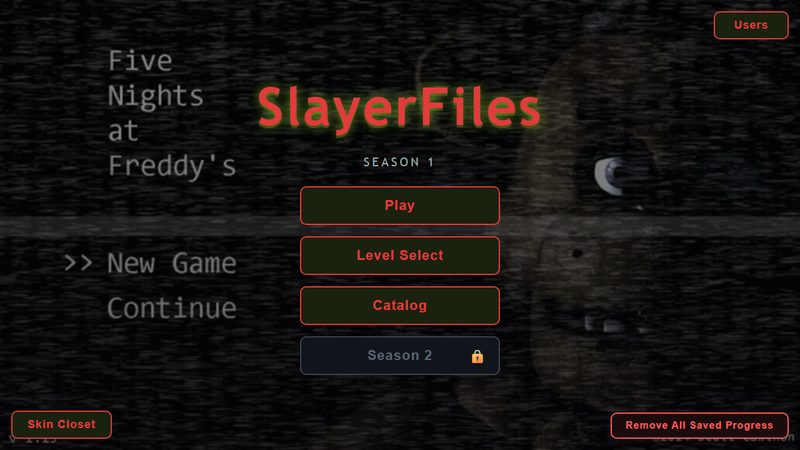 Users
Five
Nights
at
Freddy's
SlayerFiles
SEASON 1
Play
Level Select
>> New Game
Continue
Catalog
Season 2
Skin Closet
Remove All Saved Progress